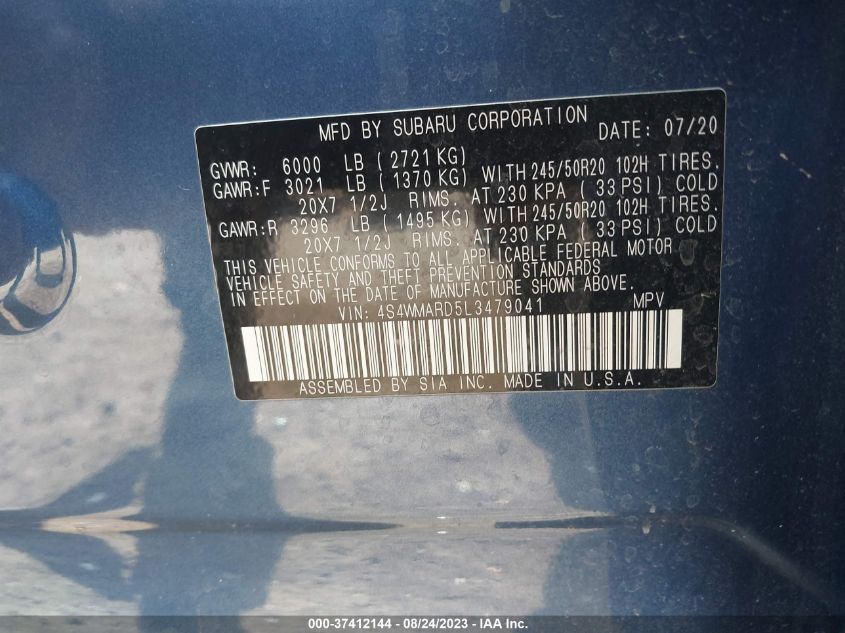 MFD BY SUBARU CORPORATION DATE: 07/20
GVWR: 6000 LB ( 2721 KG)
GAWR:F 3021 LB ( 1370 KG) WITH 245/50R20 102H TIRES,
20X7 1/2J RIMS. AT 230 KPA ( 33 PSI) COLD
GAWR:R 3296 LB ( 1495 KG) WITH 245/50R20 102H TIRES,
20X7 1/2J RIMS. AT 230 KPA ( 33 PSI) COLD
THIS VEHICLE CONFORMS TO ALL APPLICABLE FEDERAL MOTOR
VEHICLE SAFETY AND THEFT PREVENTION STANDARDS
IN EFFECT ON THE DATE OF MANUFACTURE SHOWN ABOVE.
VIN: 4S4WMARD5L3479041 MPV
ASSEMBLED BY SIA INC. MADE IN U.S.A.
000-37412144 - 08/24/2023 - IAA Inc.